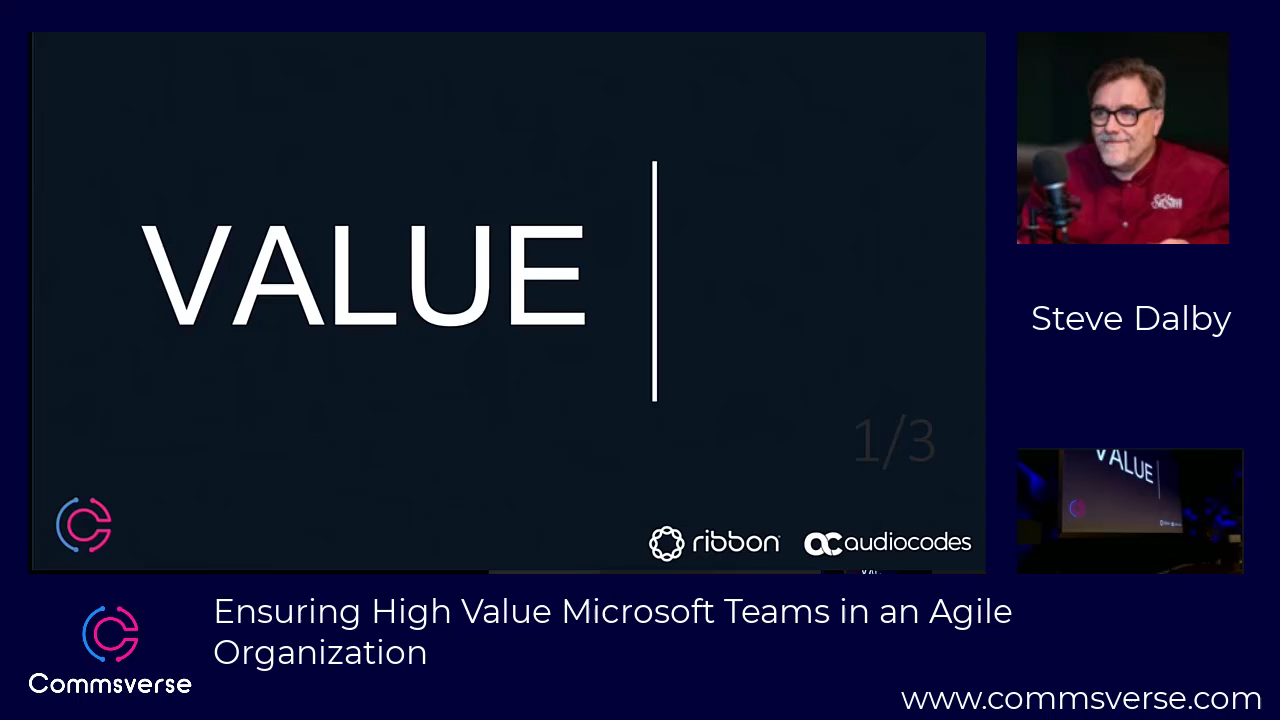 VALUE
1/3
ribbon
audiocodes
Steve Dalby
VALUE
Ensuring High Value Microsoft Teams in an Agile
Organization
Commsverse
www.commsverse.com